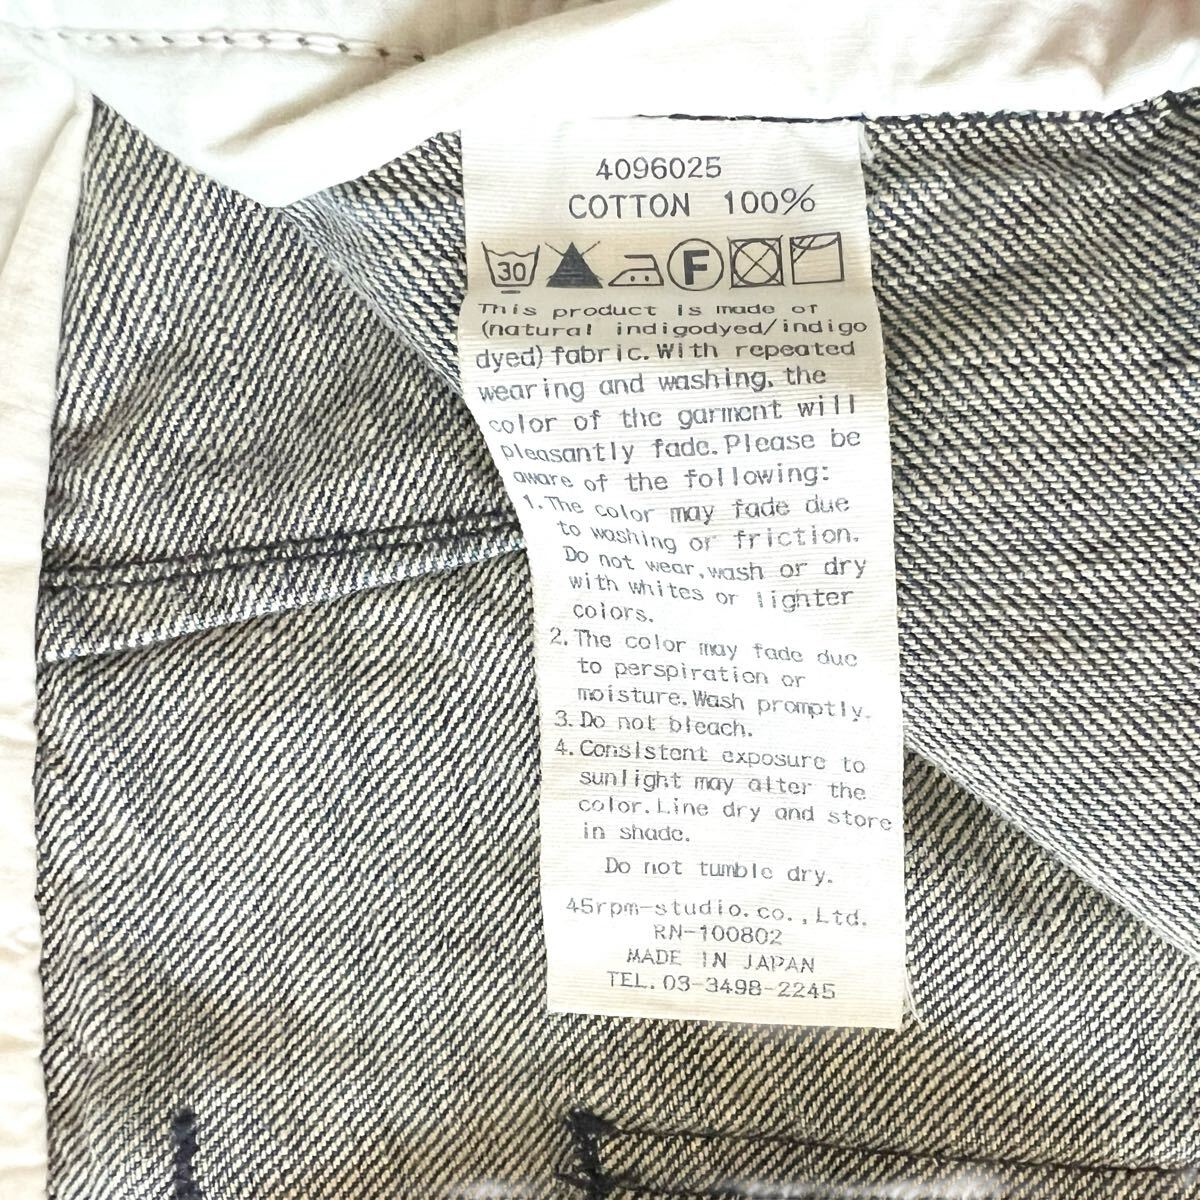 4096025
COTTON 100%
30 F
This product is made of
(natural indigodyed/indigo
dyed) fabric. With repeated
wearing and washing, the
color of the garment will
pleasantly fade. Please be
aware of the following:
1. The color may fade due
to washing or friction.
Do not wear, wash or dry
with whites or lighter
colors.
2. The color may fade due
to perspiration or
moisture. Wash promptly.
3. Do not bleach.
4. Consistent exposure to
sunlight may alter the
color. Line dry and store
in shade.
Do not tumble dry.
45rpm-studio.co.,Ltd.
RN-100802
MADE IN JAPAN
TEL. 03-3498-2245